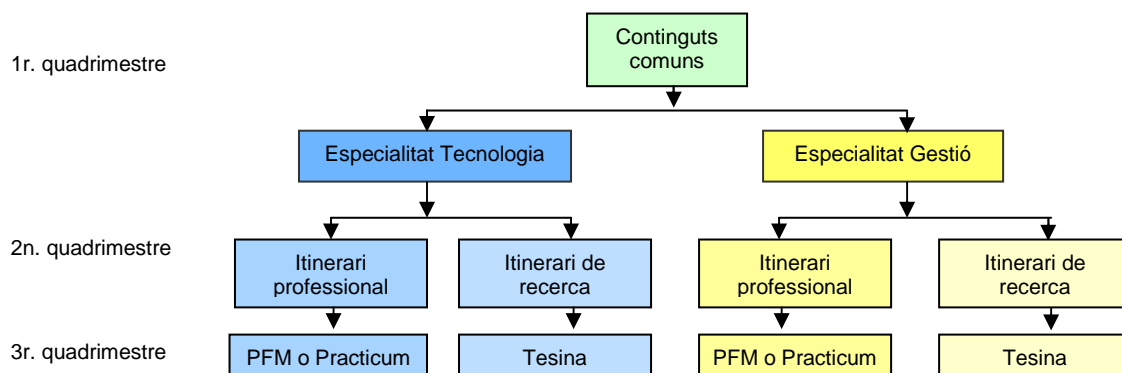 Continguts
comuns
1r. quadrimestre
Especialitat Tecnologia
Especialitat Gestió
2n. quadrimestre
Itinerari
professional
Itinerari de
recerca
Itinerari
professional
Itinerari de
recerca
3r. quadrimestre
PFM o Practicum
Tesina
PFM o Practicum
Tesina